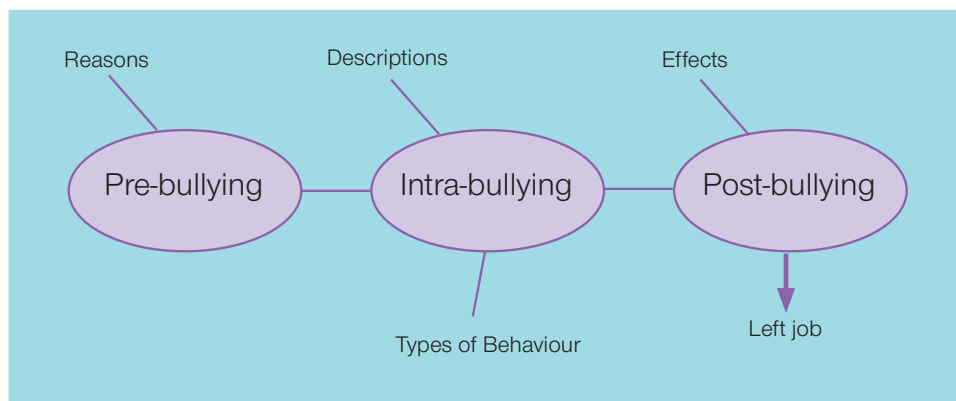 Reasons
Descriptions
Effects
Pre-bullying
Intra-bullying
Post-bullying
Types of Behaviour
Left job